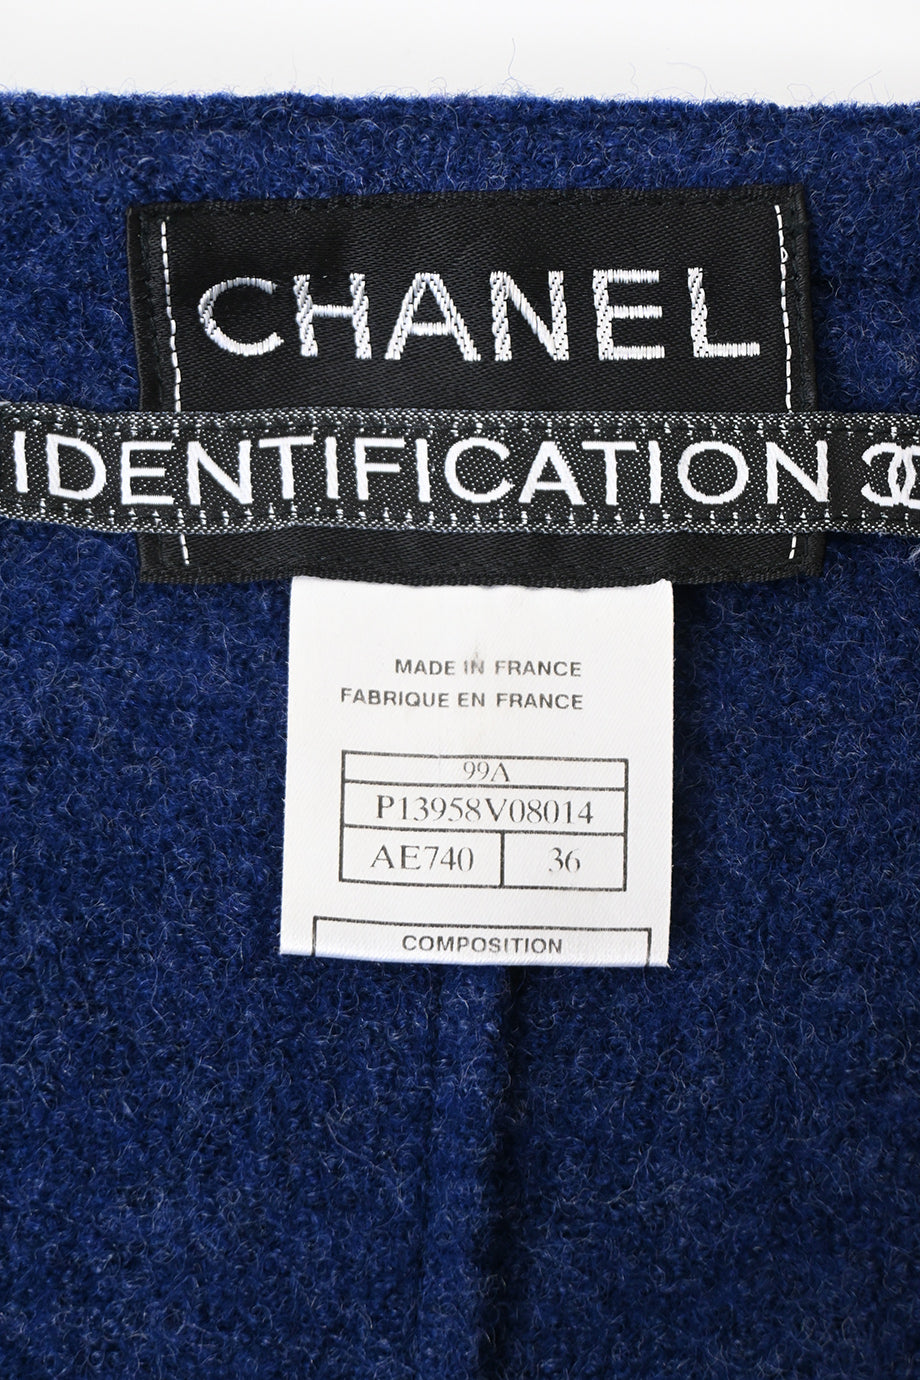 CHANEL
IDENTIFICATION
MADE IN FRANCE
FABRIQUE EN FRANCE
99A
P13958V08014
AE740 36
COMPOSITION